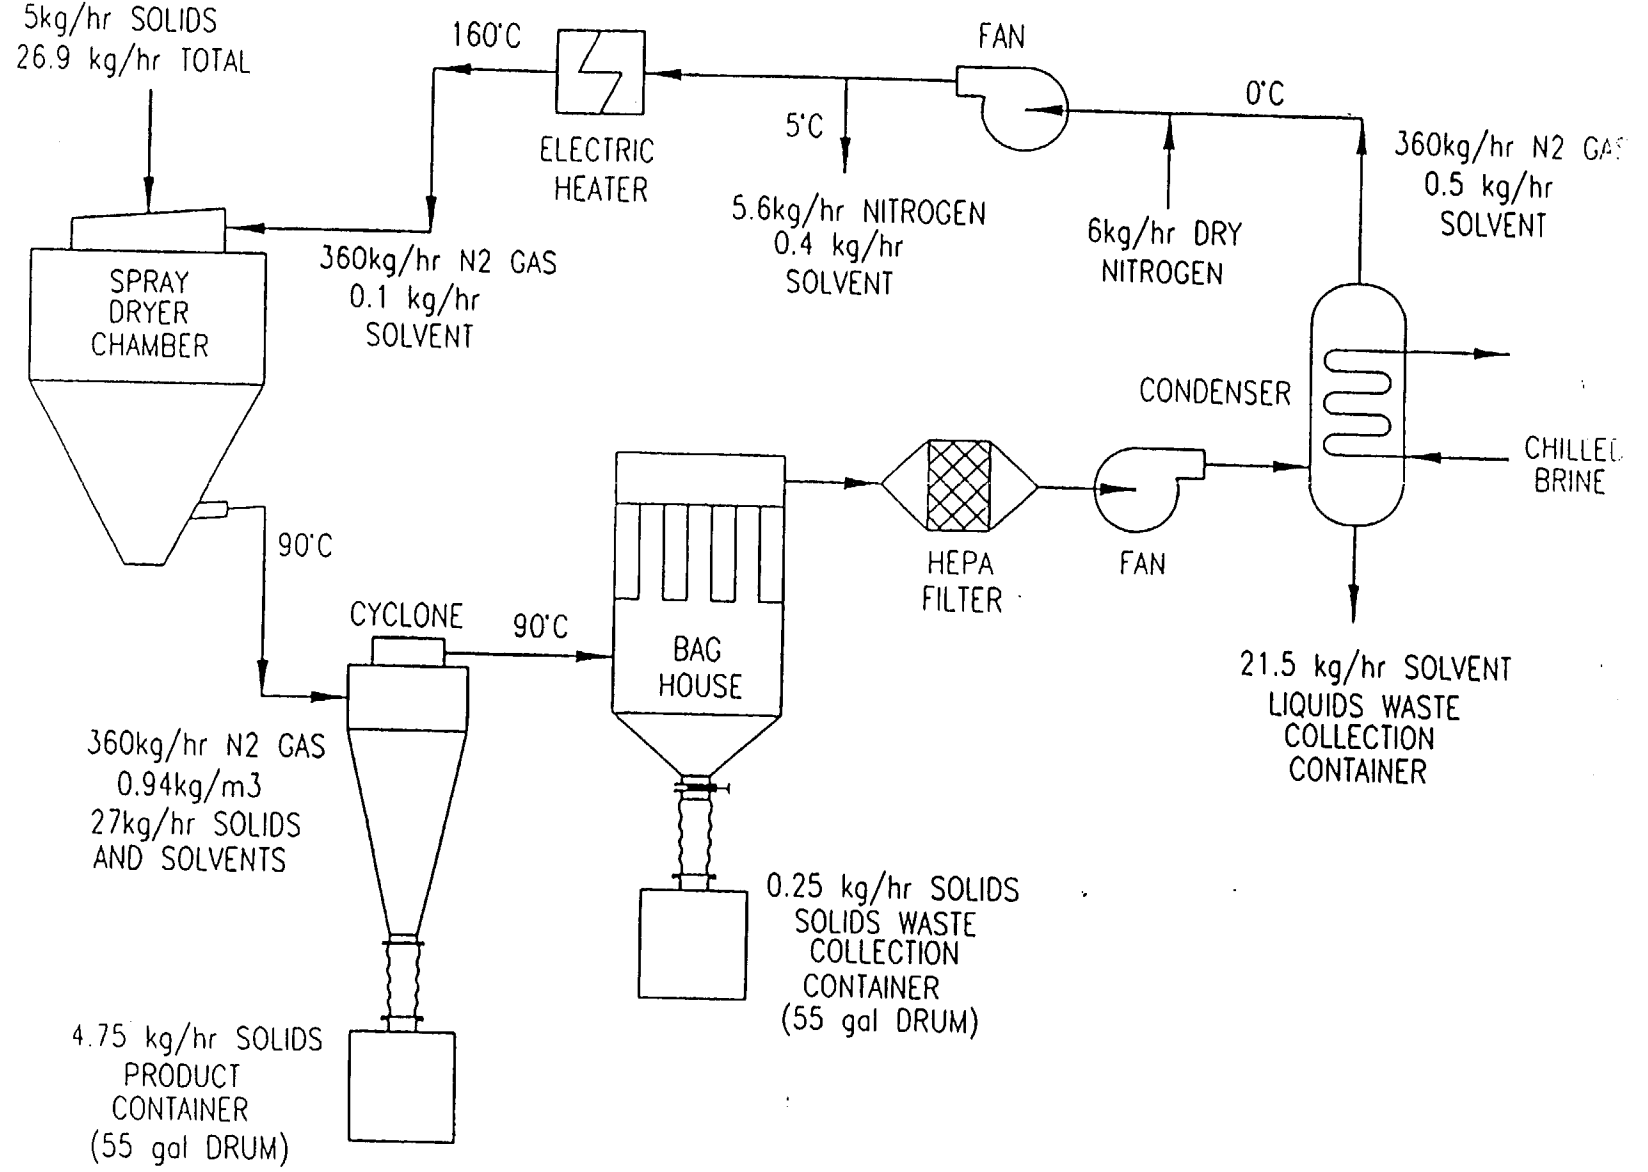 5kg/hr SOLIDS
26.9 kg/hr TOTAL
160°C
ELECTRIC
HEATER
FAN
0°C
5°C
360kg/hr N2 GAS
0.5 kg/hr
SOLVENT
5.6kg/hr NITROGEN
0.4 kg/hr
SOLVENT
6kg/hr DRY
NITROGEN
360kg/hr N2 GAS
0.1 kg/hr
SOLVENT
SPRAY
DRYER
CHAMBER
CONDENSER
CHILLED
BRINE
90°C
HEPA
FILTER
FAN
CYCLONE
90°C
BAG
HOUSE
21.5 kg/hr SOLVENT
LIQUIDS WASTE
COLLECTION
CONTAINER
360kg/hr N2 GAS
0.94kg/m3
27kg/hr SOLIDS
AND SOLVENTS
0.25 kg/hr SOLIDS
SOLIDS WASTE
COLLECTION
CONTAINER
(55 gal DRUM)
4.75 kg/hr SOLIDS
PRODUCT
CONTAINER
(55 gal DRUM)